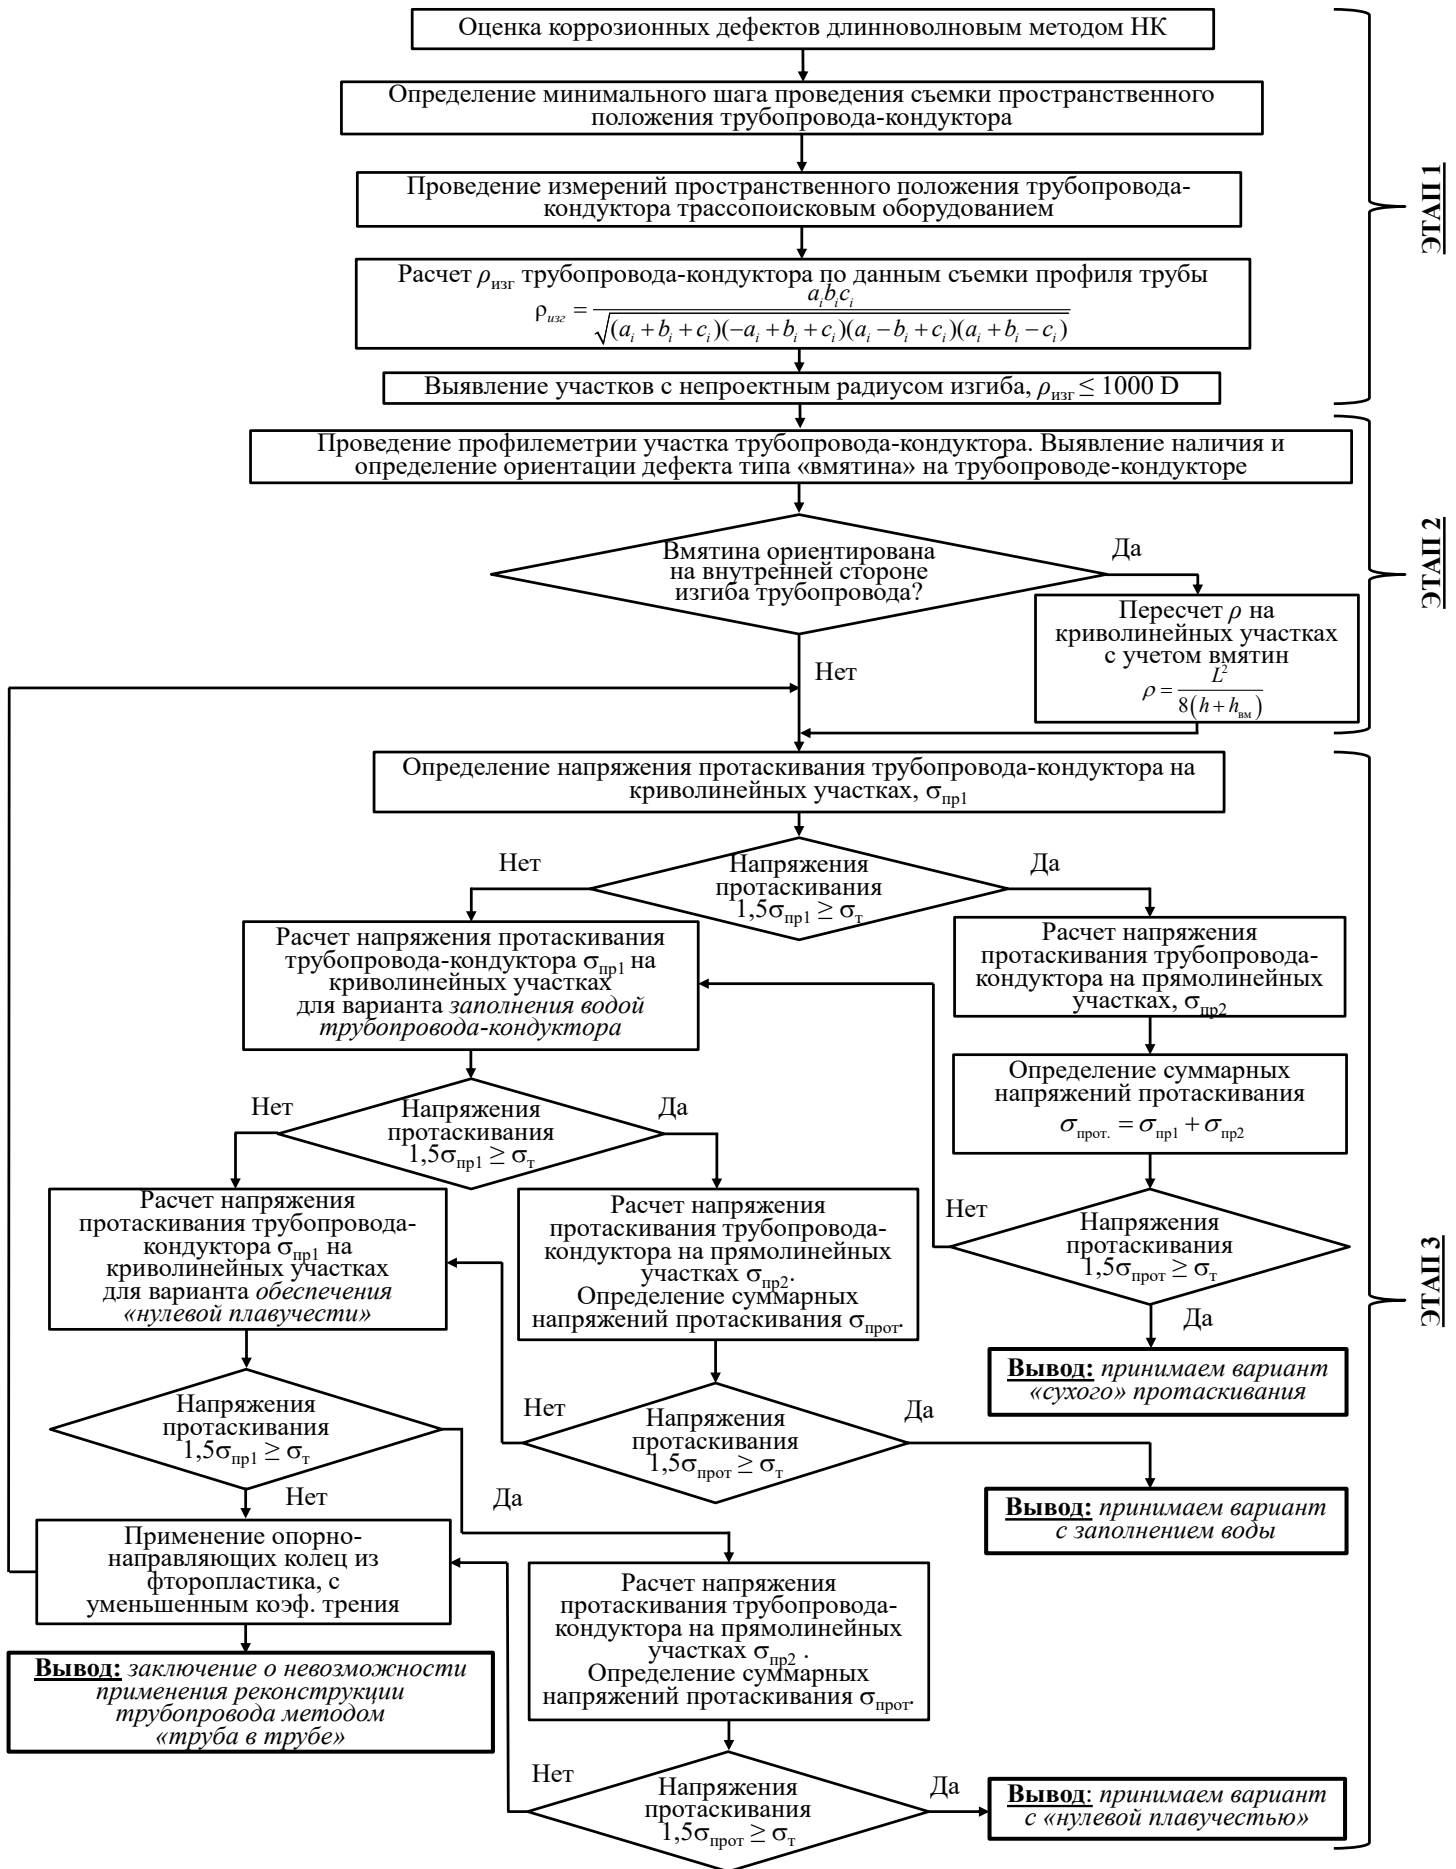 Оценка коррозионных дефектов длинноволновым методом НК
Определение минимального шага проведения съемки пространственного
положения трубопровода-кондуктора
Проведение измерений пространственного положения трубопровода-
кондуктора трассопоисковым оборудованием
Расчет ρизг трубопровода-кондуктора по данным съемки профиля трубы
ρизг = aᵢbᵢcᵢ / √(aᵢ + bᵢ + cᵢ)(−aᵢ + bᵢ + cᵢ)(aᵢ − bᵢ + cᵢ)(aᵢ + bᵢ − cᵢ)
Выявление участков с непроектным радиусом изгиба, ρизг ≤ 1000 D
ЭТАП 1
Проведение профилеметрии участка трубопровода-кондуктора. Выявление наличия и
определение ориентации дефекта типа «вмятина» на трубопроводе-кондукторе
Вмятина ориентирована
на внутренней стороне
изгиба трубопровода?
Да
Пересчет ρ на
криволинейных участках
с учетом вмятин
ρ = L² / 8(h + hвм)
Нет
ЭТАП 2
Определение напряжения протаскивания трубопровода-кондуктора на
криволинейных участках, σпр1
Напряжения
протаскивания
1,5σпр1 ≥ σт
Нет
Да
Расчет напряжения протаскивания
трубопровода-кондуктора σпр1 на
криволинейных участках
для варианта заполнения водой
трубопровода-кондуктора
Расчет напряжения
протаскивания трубопровода-
кондуктора на прямолинейных
участках, σпр2
Определение суммарных
напряжений протаскивания
σпрот. = σпр1 + σпр2
Напряжения
протаскивания
1,5σпр1 ≥ σт
Нет
Да
Расчет напряжения
протаскивания трубопровода-
кондуктора σпр1 на
криволинейных участках
для варианта обеспечения
«нулевой плавучести»
Расчет напряжения
протаскивания трубопровода-
кондуктора на прямолинейных
участках σпр2.
Определение суммарных
напряжений протаскивания σпрот.
Напряжения
протаскивания
1,5σпрот ≥ σт
Нет
Да
Вывод: принимаем вариант
«сухого» протаскивания
Напряжения
протаскивания
1,5σпр1 ≥ σт
Нет
Да
Напряжения
протаскивания
1,5σпрот ≥ σт
Нет
Да
Вывод: принимаем вариант
с заполнением воды
Применение опорно-
направляющих колец из
фторопластика, с
уменьшенным коэф. трения
Расчет напряжения
протаскивания трубопровода-
кондуктора на прямолинейных
участках σпр2 .
Определение суммарных
напряжений протаскивания σпрот.
Вывод: заключение о невозможности
применения реконструкции
трубопровода методом
«труба в трубе»
Напряжения
протаскивания
1,5σпрот ≥ σт
Нет
Да
Вывод: принимаем вариант
с «нулевой плавучестью»
ЭТАП 3